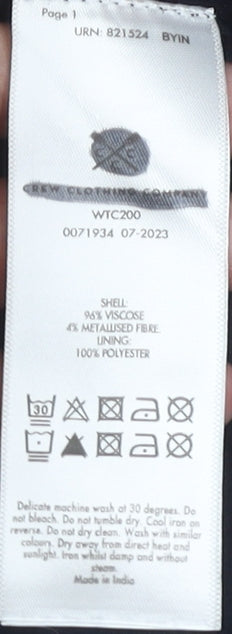 Page 1
URN: 821524 BYIN
CREW CLOTHING COMPANY
WTC200
0071934 07-2023
SHELL:
96% VISCOSE
4% METALLISED FIBRE.
LINING:
100% POLYESTER
30
Delicate machine wash at 30 degrees. Do
not bleach. Do not tumble dry. Cool iron on
reverse. Do not dry clean. Wash with similar
colours. Dry away from direct heat and
sunlight. Iron whilst damp and without
steam.
Made in India